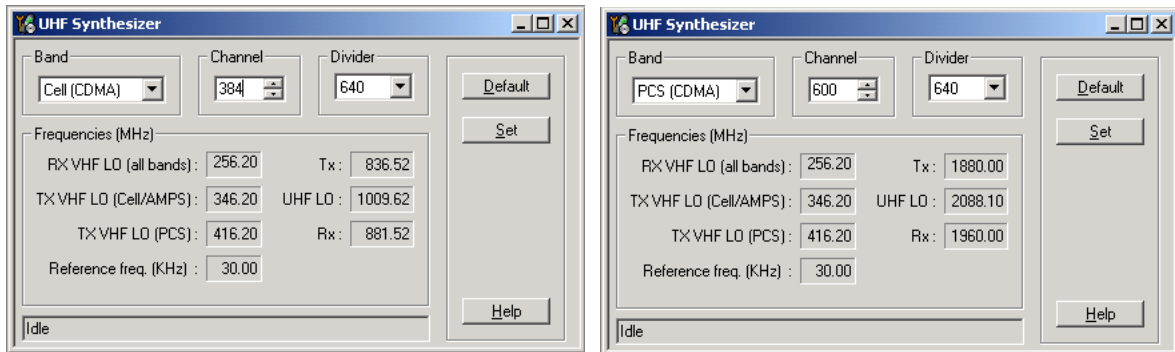 UHF Synthesizer
Band Channel Divider
Cell (CDMA) 384 640
Default
Set
Frequencies (MHz)
RX VHF LO (all bands) : 256.20 Tx : 836.52
TX VHF LO (Cell/AMPS) : 346.20 UHF LO : 1009.62
TX VHF LO (PCS) : 416.20 Rx : 881.52
Reference freq. (KHz) : 30.00
Help
Idle
UHF Synthesizer
Band Channel Divider
PCS (CDMA) 600 640
Default
Set
Frequencies (MHz)
RX VHF LO (all bands) : 256.20 Tx : 1880.00
TX VHF LO (Cell/AMPS) : 346.20 UHF LO : 2088.10
TX VHF LO (PCS) : 416.20 Rx : 1960.00
Reference freq. (KHz) : 30.00
Help
Idle